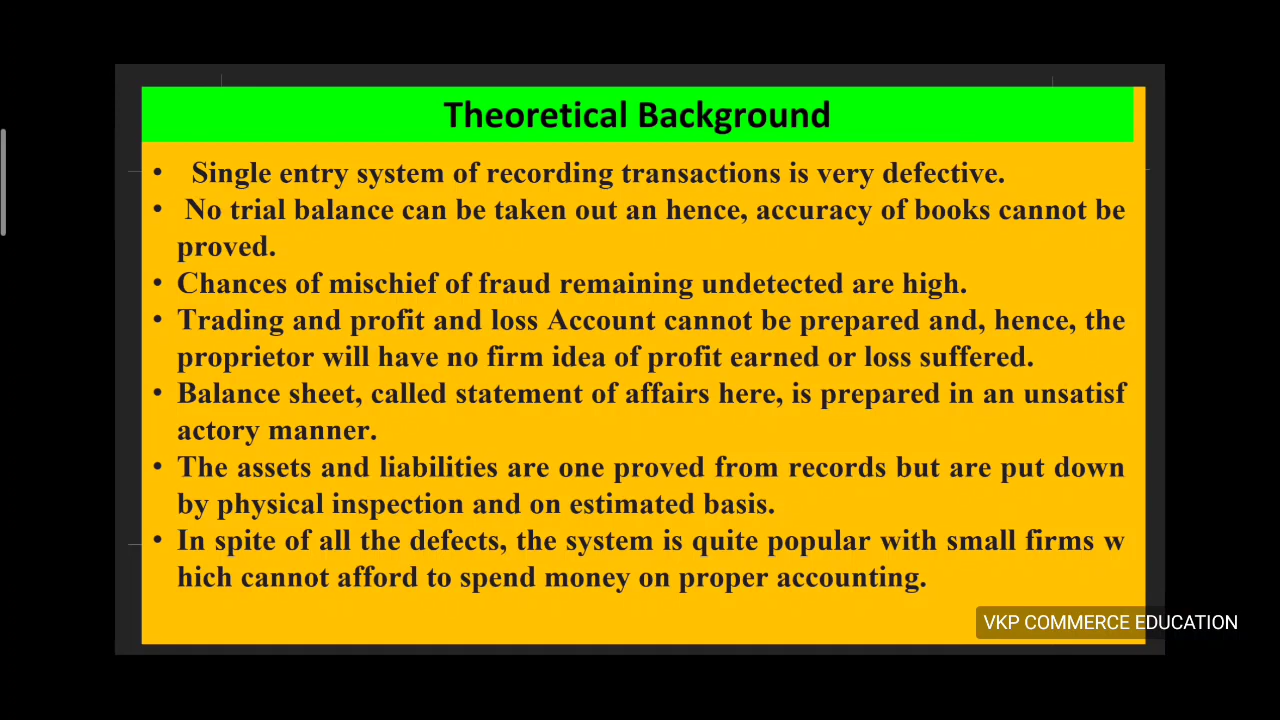 Theoretical Background
• Single entry system of recording transactions is very defective.
• No trial balance can be taken out an hence, accuracy of books cannot be
proved.
• Chances of mischief of fraud remaining undetected are high.
• Trading and profit and loss Account cannot be prepared and, hence, the
proprietor will have no firm idea of profit earned or loss suffered.
• Balance sheet, called statement of affairs here, is prepared in an unsatisf
actory manner.
• The assets and liabilities are one proved from records but are put down
by physical inspection and on estimated basis.
• In spite of all the defects, the system is quite popular with small firms w
hich cannot afford to spend money on proper accounting.
VKP COMMERCE EDUCATION